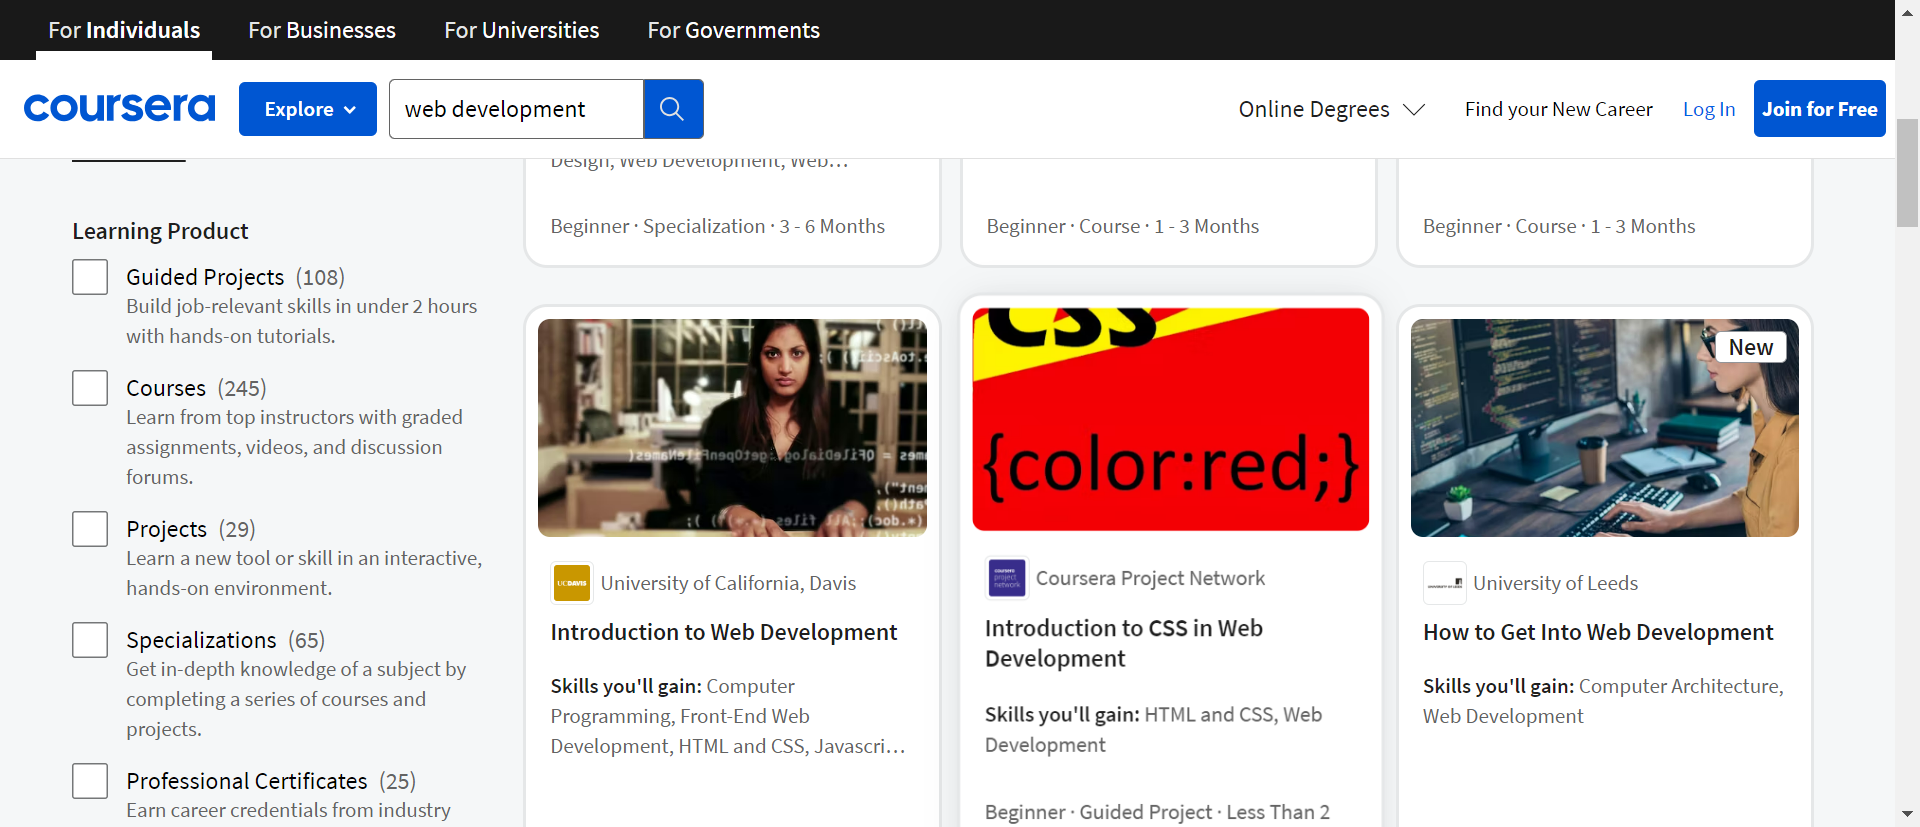 For Individuals
For Businesses
For Universities
For Governments
coursera
Explore
web development
Online Degrees
Find your New Career
Log In
Join for Free
Design, Web Development, Web…
Beginner · Specialization · 3 - 6 Months
Beginner · Course · 1 - 3 Months
Beginner · Course · 1 - 3 Months
Learning Product
Guided Projects (108)
Build job-relevant skills in under 2 hours
with hands-on tutorials.
Courses (245)
Learn from top instructors with graded
assignments, videos, and discussion
forums.
Projects (29)
Learn a new tool or skill in an interactive,
hands-on environment.
Specializations (65)
Get in-depth knowledge of a subject by
completing a series of courses and
projects.
Professional Certificates (25)
Earn career credentials from industry
UCDAVIS
University of California, Davis
Introduction to Web Development
Skills you'll gain: Computer
Programming, Front-End Web
Development, HTML and CSS, Javascri…
CSS
{color:red;}
coursera
project
network
Coursera Project Network
Introduction to CSS in Web
Development
Skills you'll gain: HTML and CSS, Web
Development
Beginner · Guided Project · Less Than 2
New
UNIVERSITY OF LEEDS
University of Leeds
How to Get Into Web Development
Skills you'll gain: Computer Architecture,
Web Development